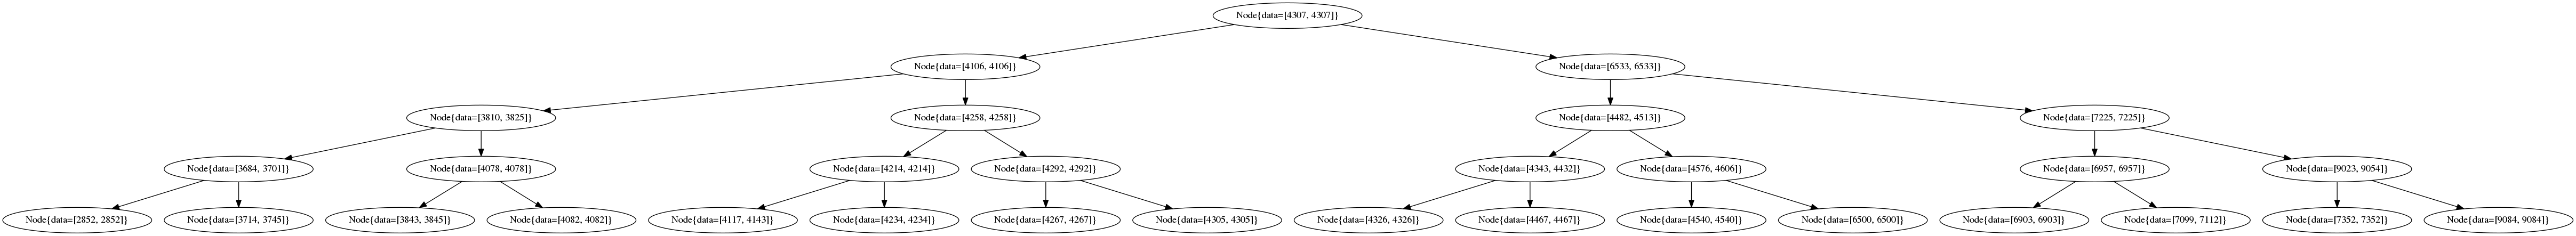 Node{data=[4307, 4307]}
Node{data=[4106, 4106]}
Node{data=[6533, 6533]}
Node{data=[3810, 3825]}
Node{data=[4258, 4258]}
Node{data=[4482, 4513]}
Node{data=[7225, 7225]}
Node{data=[3684, 3701]}
Node{data=[4078, 4078]}
Node{data=[4214, 4214]}
Node{data=[4292, 4292]}
Node{data=[4343, 4432]}
Node{data=[4576, 4606]}
Node{data=[6957, 6957]}
Node{data=[9023, 9054]}
Node{data=[2852, 2852]}
Node{data=[3714, 3745]}
Node{data=[3843, 3845]}
Node{data=[4082, 4082]}
Node{data=[4117, 4143]}
Node{data=[4234, 4234]}
Node{data=[4267, 4267]}
Node{data=[4305, 4305]}
Node{data=[4326, 4326]}
Node{data=[4467, 4467]}
Node{data=[4540, 4540]}
Node{data=[6500, 6500]}
Node{data=[6903, 6903]}
Node{data=[7099, 7112]}
Node{data=[7352, 7352]}
Node{data=[9084, 9084]}